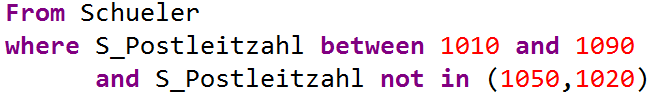 From Schueler
where S_Postleitzahl between 1010 and 1090
and S_Postleitzahl not in (1050,1020)